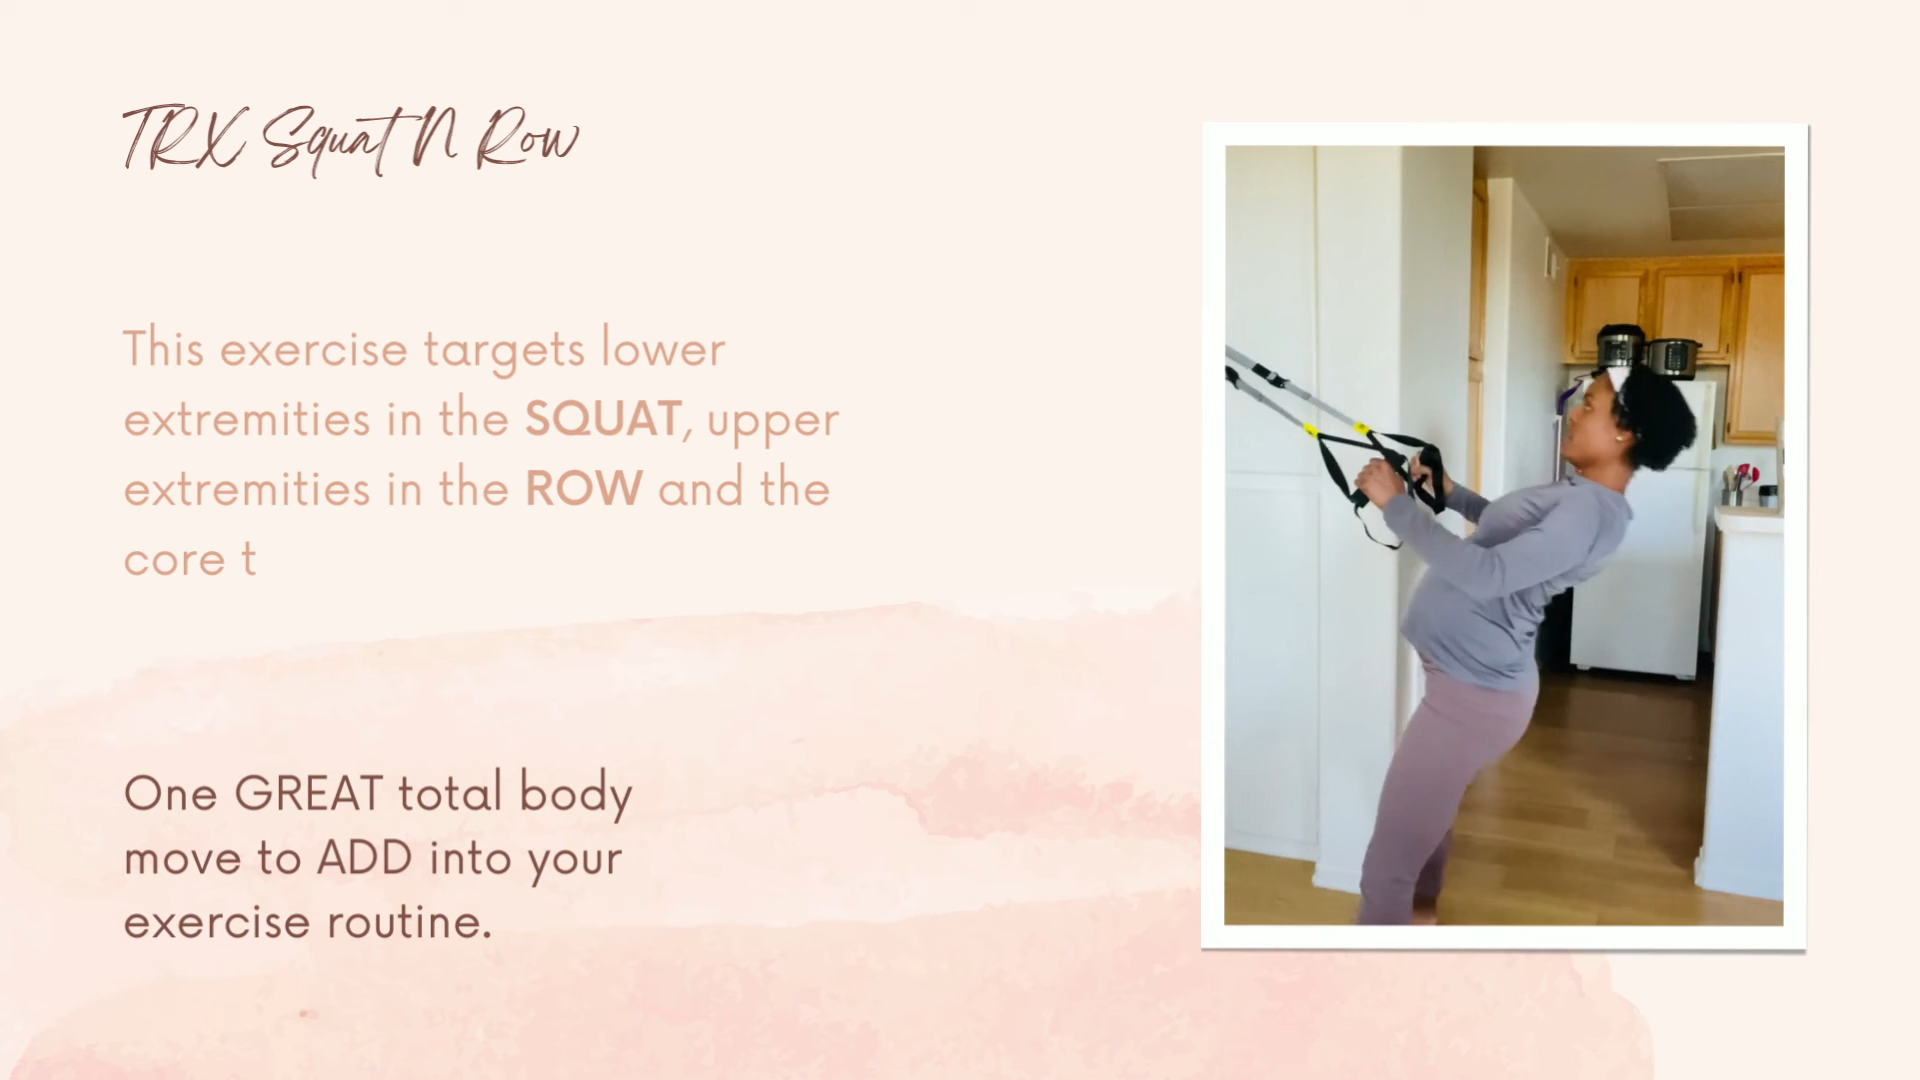 TRX Squat N Row
This exercise targets lower
extremities in the SQUAT, upper
extremities in the ROW and the
core t
One GREAT total body
move to ADD into your
exercise routine.